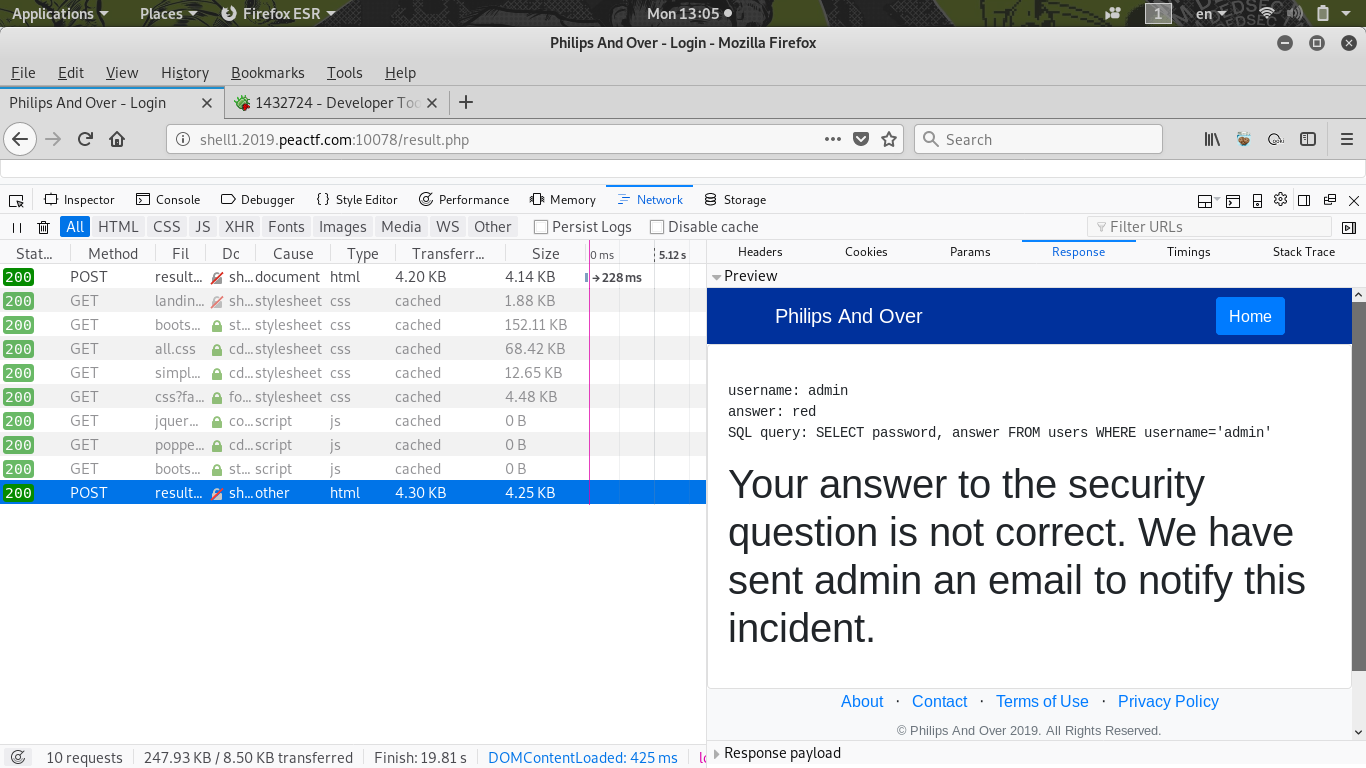 Applications Places Firefox ESR Mon 13:05 1 en
Philips And Over - Login - Mozilla Firefox
File Edit View History Bookmarks Tools Help
Philips And Over - Login 1432724 - Developer Too
shell1.2019.peactf.com:10078/result.php Search
Inspector Console Debugger Style Editor Performance Memory Network Storage
All HTML CSS JS XHR Fonts Images Media WS Other Persist Logs Disable cache Filter URLs
Stat... Method Fil Dc Cause Type Transferr... Size 0 ms 5.12 s Headers Cookies Params Response Timings Stack Trace
200 POST result... sh... document html 4.20 KB 4.14 KB → 228 ms
200 GET landin... sh... stylesheet css cached 1.88 KB
200 GET boots... st... stylesheet css cached 152.11 KB
200 GET all.css cd... stylesheet css cached 68.42 KB
200 GET simpl... cd... stylesheet css cached 12.65 KB
200 GET css?fa... fo... stylesheet css cached 4.48 KB
200 GET jquer... co... script js cached 0 B
200 GET poppe... cd... script js cached 0 B
200 GET boots... st... script js cached 0 B
200 POST result... sh... other html 4.30 KB 4.25 KB
Preview
Philips And Over Home
username: admin
answer: red
SQL query: SELECT password, answer FROM users WHERE username='admin'
Your answer to the security
question is not correct. We have
sent admin an email to notify this
incident.
About · Contact · Terms of Use · Privacy Policy
© Philips And Over 2019. All Rights Reserved.
Response payload
10 requests 247.93 KB / 8.50 KB transferred Finish: 19.81 s DOMContentLoaded: 425 ms